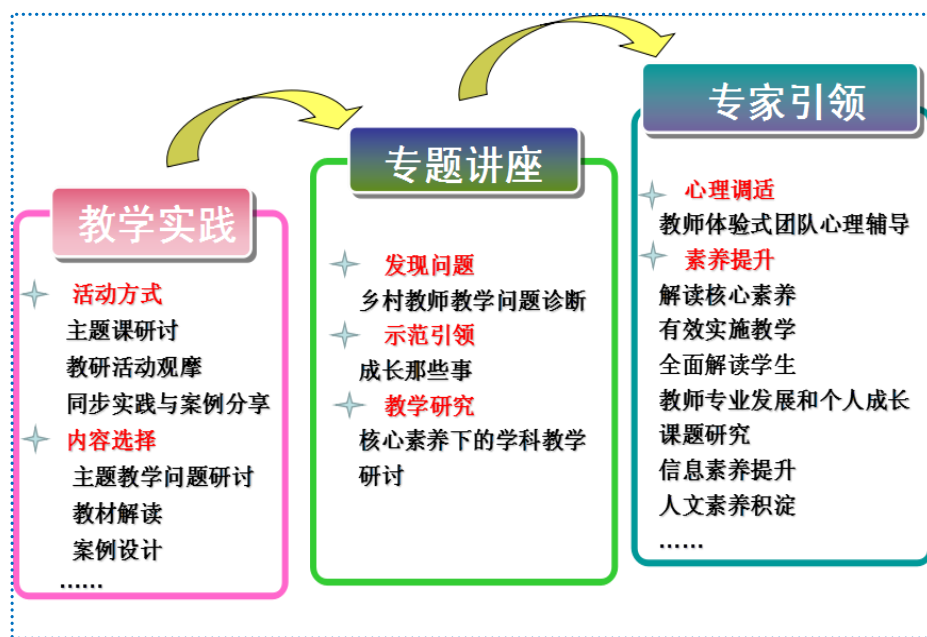 教学实践
活动方式
主题课研讨
教研活动观摩
同步实践与案例分享
内容选择
主题教学问题研讨
教材解读
案例设计
……
专题讲座
发现问题
乡村教师教学问题诊断
示范引领
成长那些事
教学研究
核心素养下的学科教学
研讨
专家引领
心理调适
教师体验式团队心理辅导
素养提升
解读核心素养
有效实施教学
全面解读学生
教师专业发展和个人成长
课题研究
信息素养提升
人文素养积淀
……